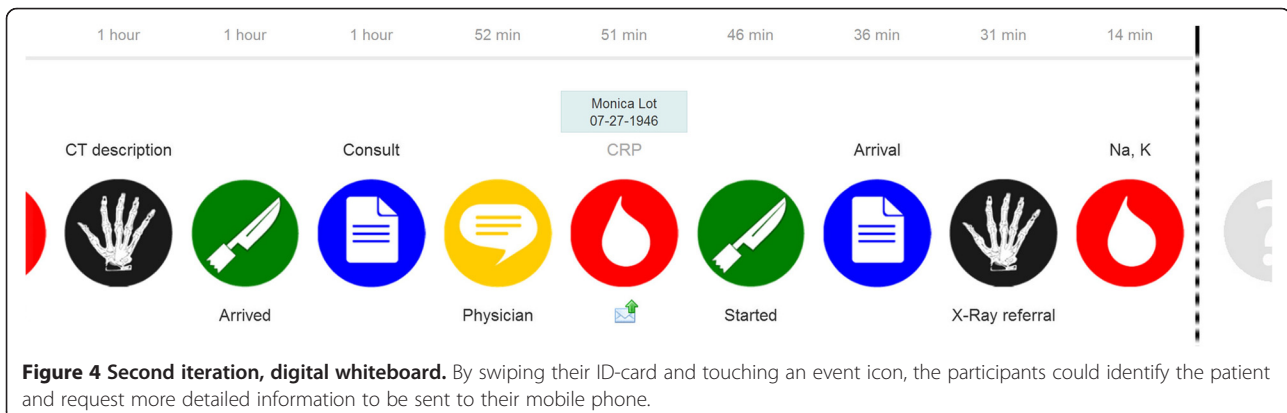 1 hour 1 hour 1 hour 52 min 51 min 46 min 36 min 31 min 14 min
Monica Lot
07-27-1946
CT description Consult CRP Arrival Na, K
?
Arrived Physician Started X-Ray referral
Figure 4 Second iteration, digital whiteboard. By swiping their ID-card and touching an event icon, the participants could identify the patient
and request more detailed information to be sent to their mobile phone.